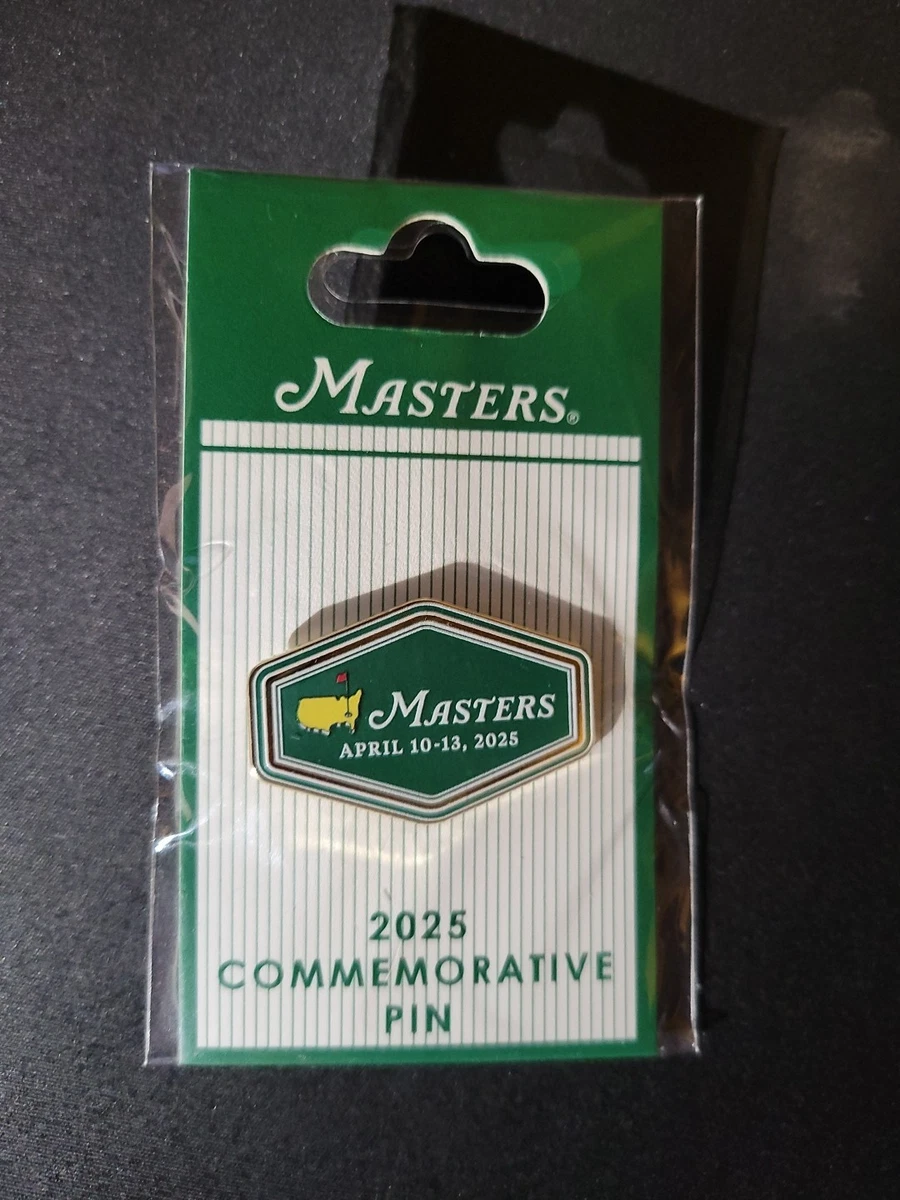 MASTERS®
MASTERS
APRIL 10-13, 2025
2025
COMMEMORATIVE
PIN